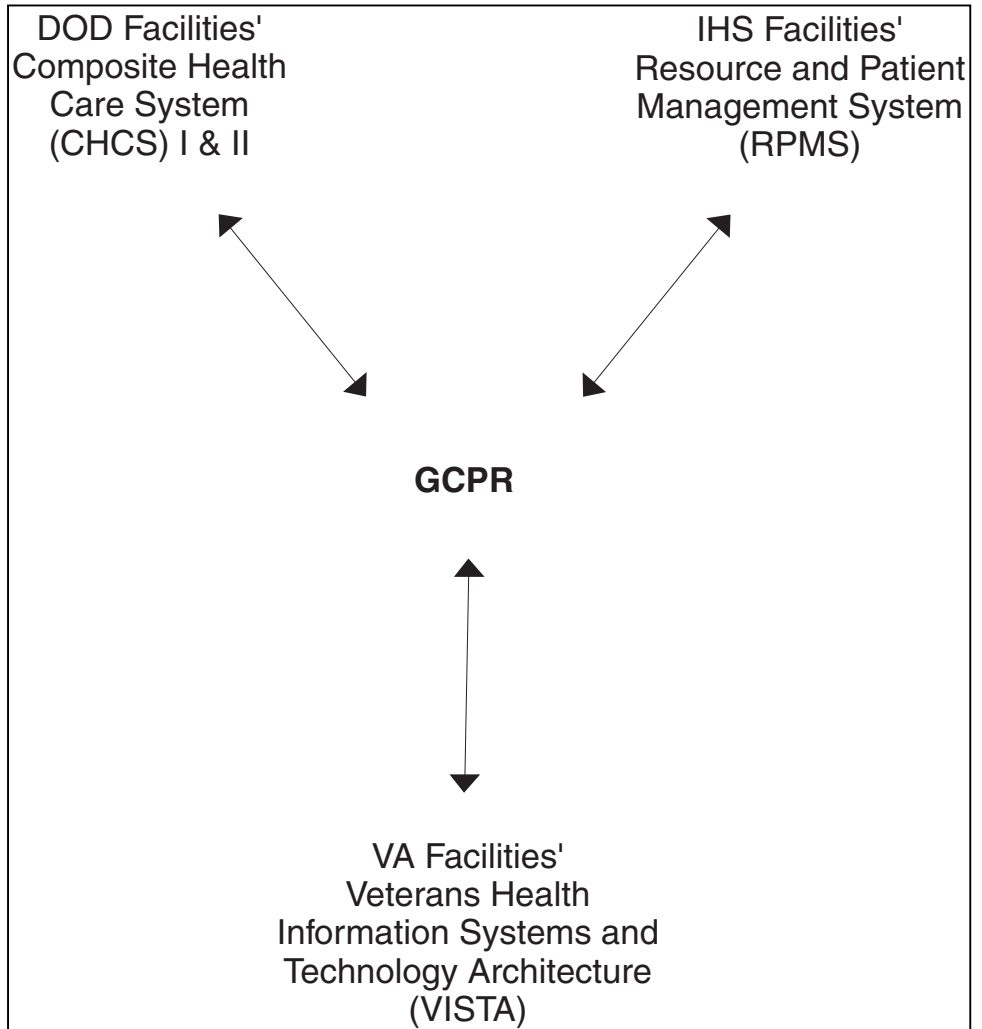 DOD Facilities'
Composite Health
Care System
(CHCS) I & II
IHS Facilities'
Resource and Patient
Management System
(RPMS)
GCPR
VA Facilities'
Veterans Health
Information Systems and
Technology Architecture
(VISTA)